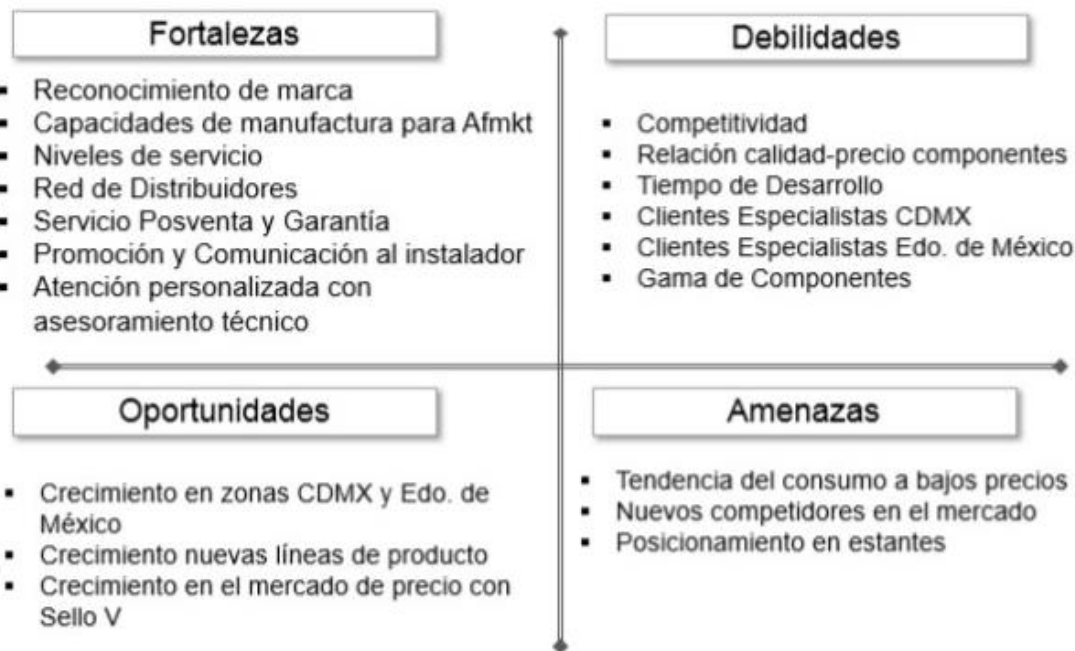 Fortalezas
▪ Reconocimiento de marca
▪ Capacidades de manufactura para Afmkt
▪ Niveles de servicio
▪ Red de Distribuidores
▪ Servicio Posventa y Garantía
▪ Promoción y Comunicación al instalador
▪ Atención personalizada con
asesoramiento técnico
Debilidades
▪ Competitividad
▪ Relación calidad-precio componentes
▪ Tiempo de Desarrollo
▪ Clientes Especialistas CDMX
▪ Clientes Especialistas Edo. de México
▪ Gama de Componentes
Oportunidades
▪ Crecimiento en zonas CDMX y Edo. de
México
▪ Crecimiento nuevas líneas de producto
▪ Crecimiento en el mercado de precio con
Sello V
Amenazas
▪ Tendencia del consumo a bajos precios
▪ Nuevos competidores en el mercado
▪ Posicionamiento en estantes